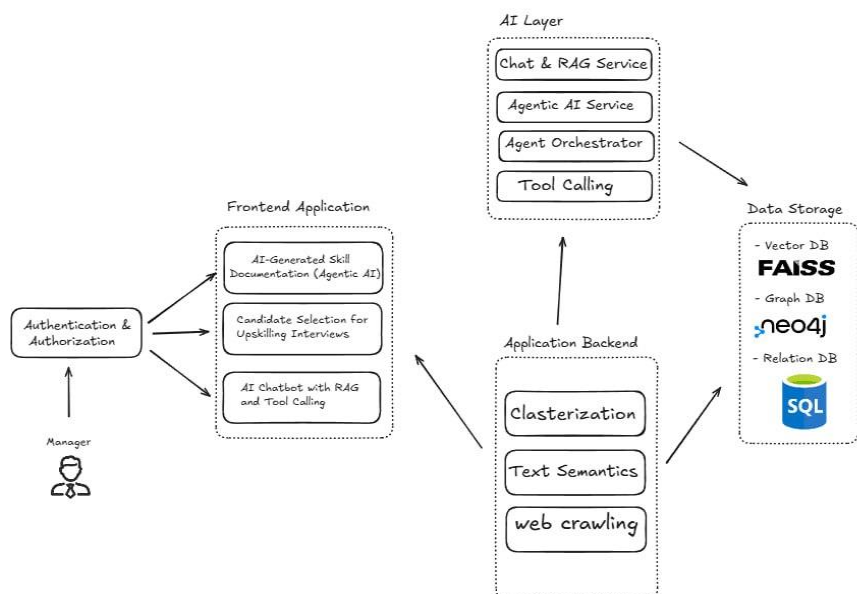 AI Layer
Chat & RAG Service
Agentic AI Service
Agent Orchestrator
Tool Calling
Frontend Application
AI-Generated Skill
Documentation (Agentic AI)
Candidate Selection for
Upskilling Interviews
AI Chatbot with RAG
and Tool Calling
Authentication &
Authorization
Manager
Application Backend
Clasterization
Text Semantics
web crawling
Data Storage
- Vector DB
FAISS
- Graph DB
neo4j
- Relation DB
SQL